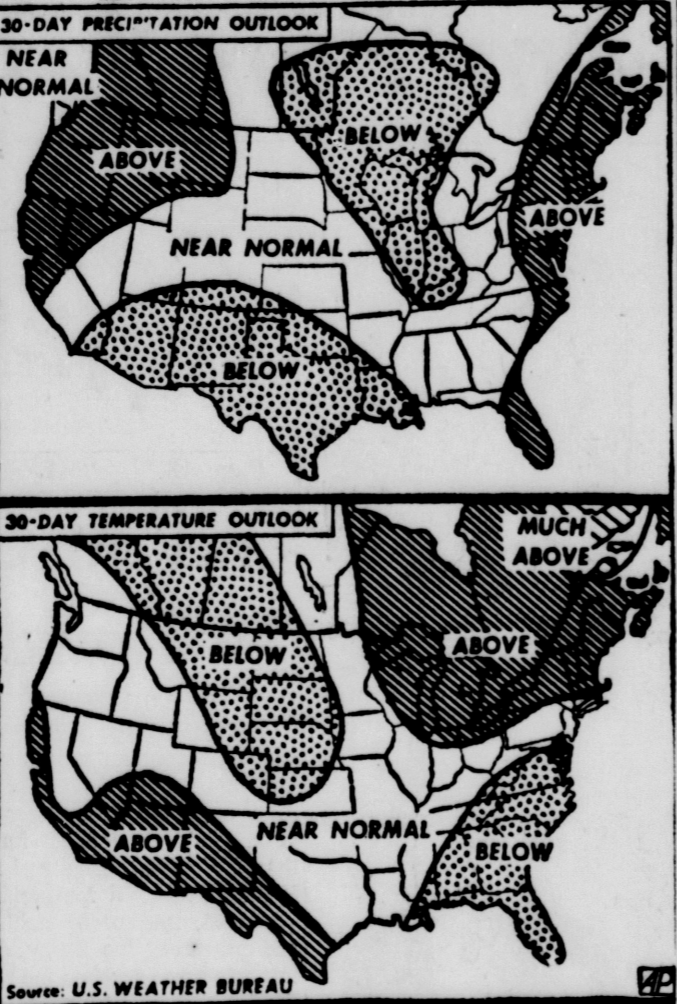 30-DAY PRECIPITATION OUTLOOK
NEAR
NORMAL
ABOVE
BELOW
ABOVE
NEAR NORMAL
BELOW
30-DAY TEMPERATURE OUTLOOK
MUCH
ABOVE
BELOW
ABOVE
NEAR NORMAL
ABOVE
BELOW
Source: U.S. WEATHER BUREAU
AP